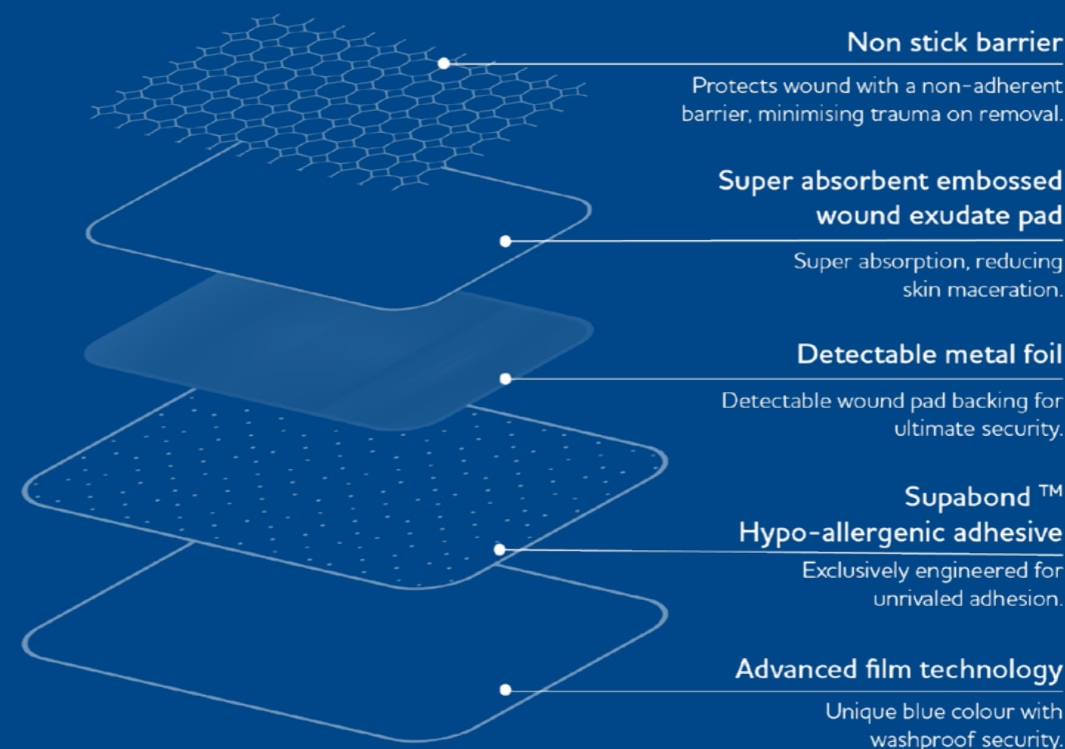 Non stick barrier
Protects wound with a non-adherent
barrier, minimising trauma on removal.
Super absorbent embossed
wound exudate pad
Super absorption, reducing
skin maceration.
Detectable metal foil
Detectable wound pad backing for
ultimate security.
Supabond ™
Hypo-allergenic adhesive
Exclusively engineered for
unrivaled adhesion.
Advanced film technology
Unique blue colour with
washproof security.